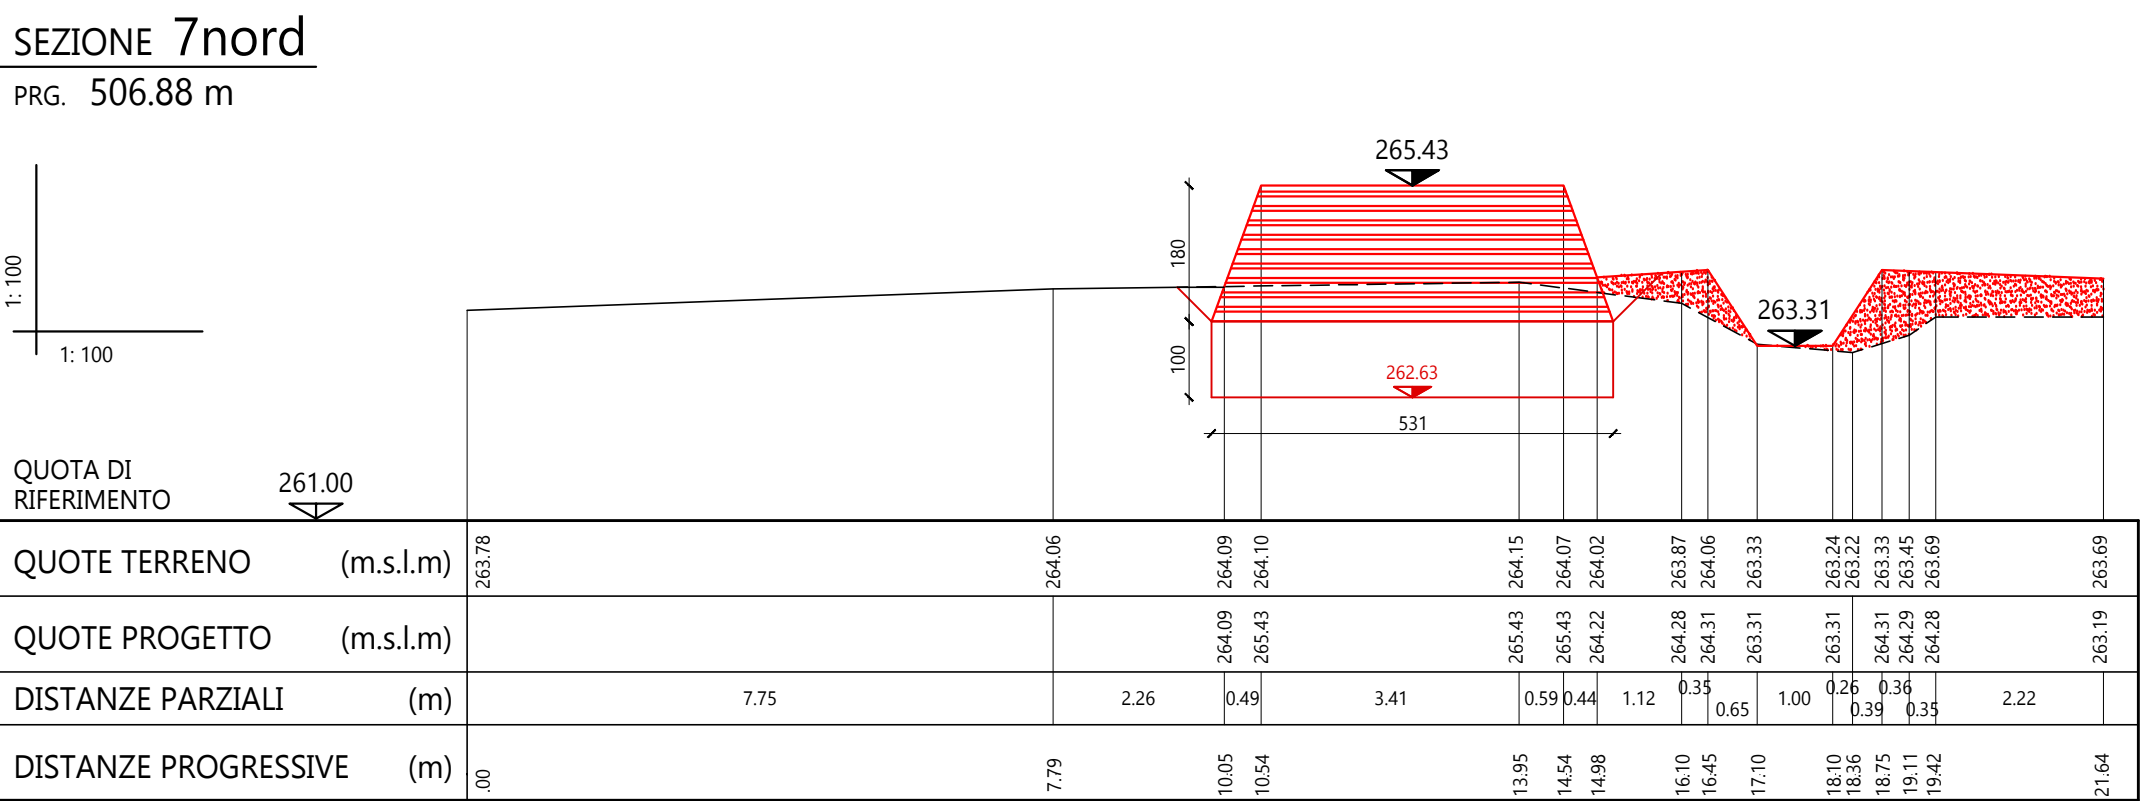 SEZIONE 7nord
PRG. 506.88 m
1: 100
1: 100
265.43
180
100
263.31
262.63
531
QUOTA DI
RIFERIMENTO
261.00
QUOTE TERRENO (m.s.l.m) 263.78 264.06 264.09 264.10 264.15 264.07 264.02 263.87 264.06 263.33 263.24 263.22 263.33 263.45 263.69 263.69
QUOTE PROGETTO (m.s.l.m) 264.09 265.43 265.43 265.43 264.22 264.28 264.31 263.31 263.31 264.31 264.29 264.28 263.19
DISTANZE PARZIALI (m) 7.75 2.26 0.49 3.41 0.59 0.44 1.12 0.35 0.65 1.00 0.26 0.39 0.36 0.35 2.22
DISTANZE PROGRESSIVE (m) .00 7.79 10.05 10.54 13.95 14.54 14.98 16.10 16.45 17.10 18.10 18.36 18.75 19.11 19.42 21.64